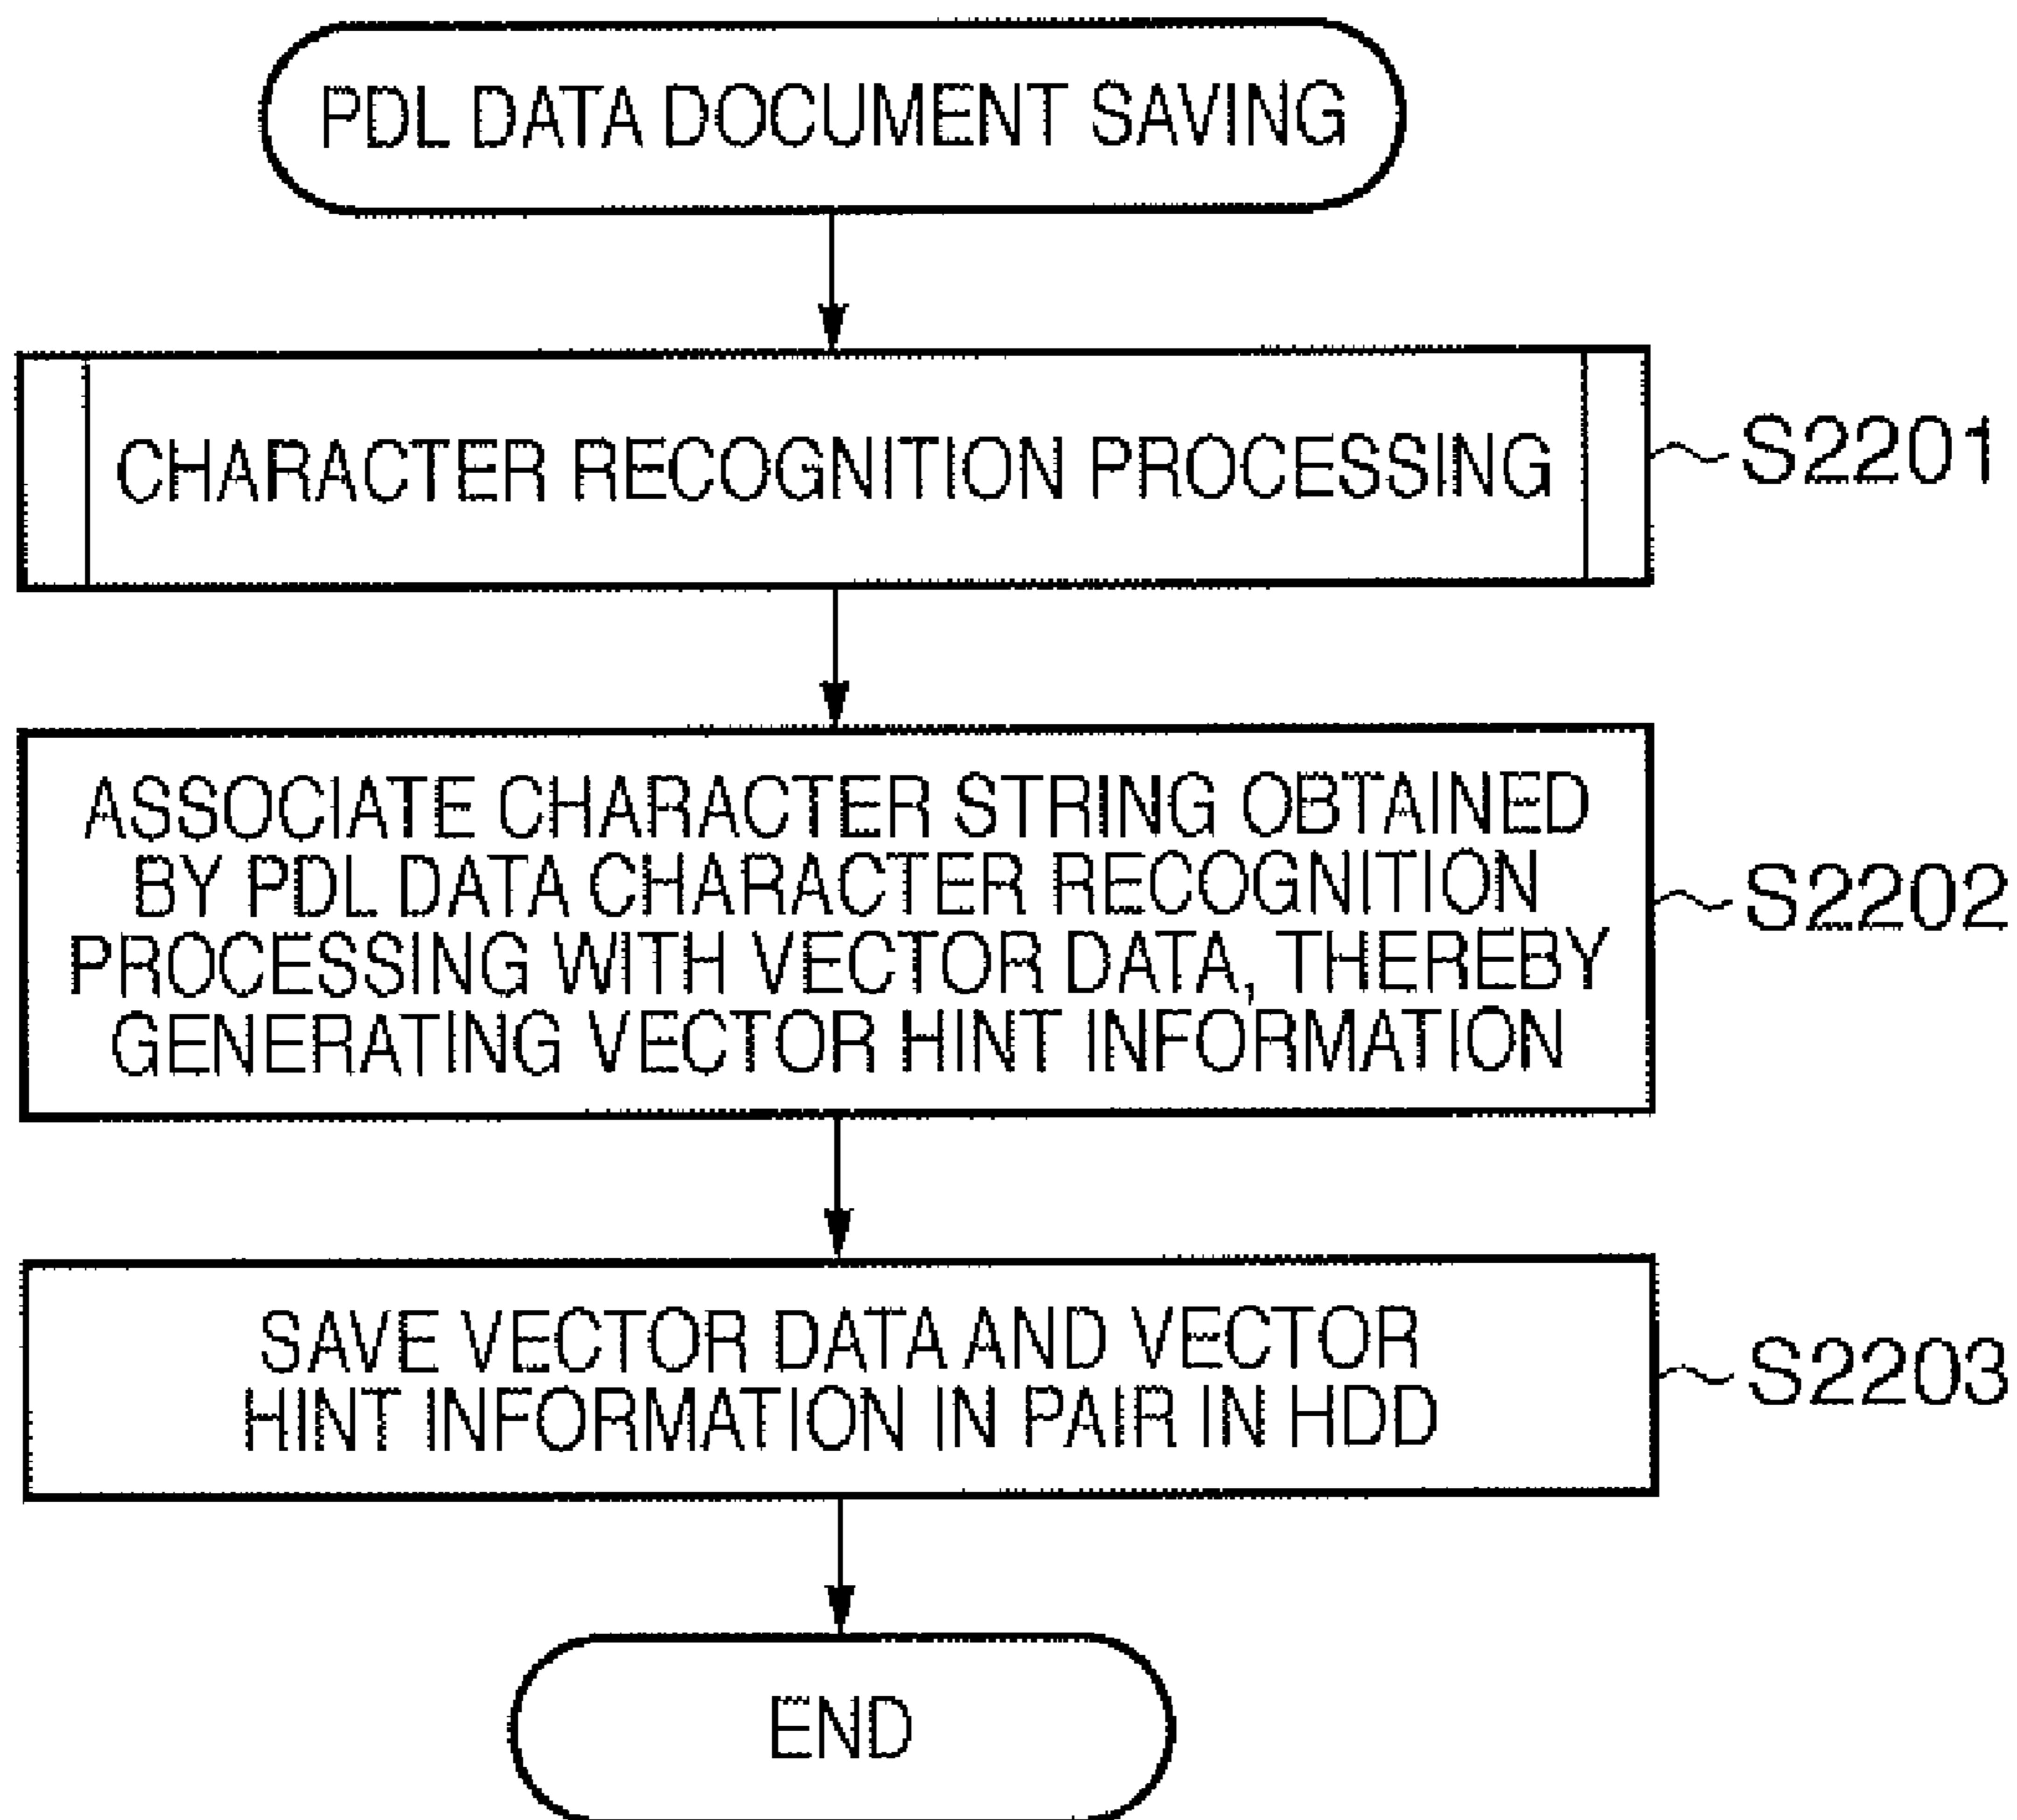 PDL DATA DOCUMENT SAVING
CHARACTER RECOGNITION PROCESSING
S2201
ASSOCIATE CHARACTER STRING OBTAINED
BY PDL DATA CHARACTER RECOGNITION
PROCESSING WITH VECTOR DATA, THEREBY
GENERATING VECTOR HINT INFORMATION
S2202
SAVE VECTOR DATA AND VECTOR
HINT INFORMATION IN PAIR IN HDD
S2203
END